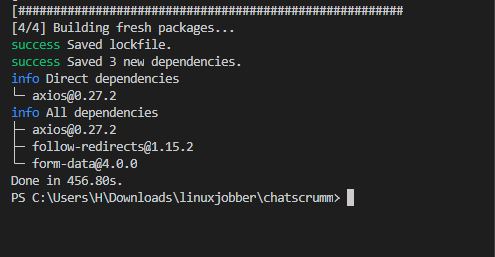 [#######################################################
[4/4] Building fresh packages...
success Saved lockfile.
success Saved 3 new dependencies.
info Direct dependencies
└─ axios@0.27.2
info All dependencies
├─ axios@0.27.2
├─ follow-redirects@1.15.2
└─ form-data@4.0.0
Done in 456.80s.
PS C:\Users\H\Downloads\linuxjobber\chatscrumm>